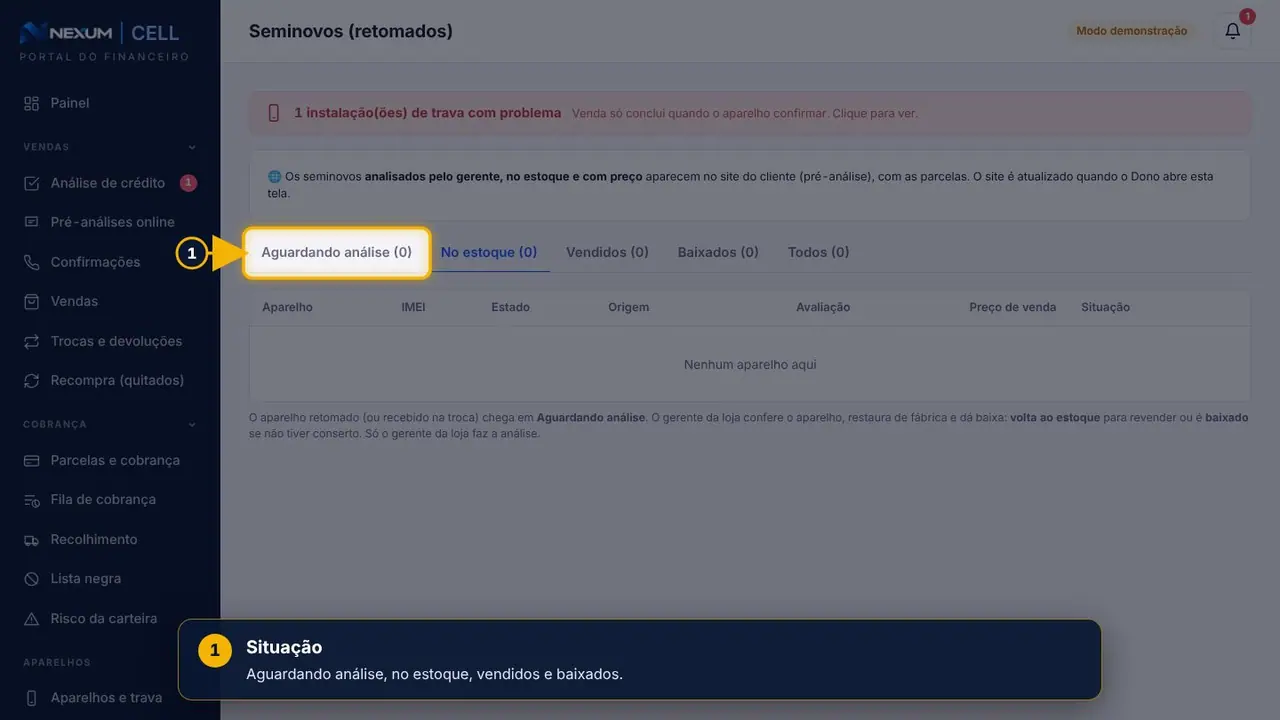 NEXUM | CELL
PORTAL DO FINANCEIRO
Painel
VENDAS
Análise de crédito 1
Pré-análises online
Confirmações
Vendas
Trocas e devoluções
Recompra (quitados)
COBRANÇA
Parcelas e cobrança
Fila de cobrança
Recolhimento
Lista negra
Risco da carteira
APARELHOS
Aparelhos e trava
Seminovos (retomados)
Modo demonstração
1
1 instalação(ões) de trava com problema Venda só conclui quando o aparelho confirmar. Clique para ver.
Os seminovos analisados pelo gerente, no estoque e com preço aparecem no site do cliente (pré-análise), com as parcelas. O site é atualizado quando o Dono abre esta
tela.
1
Aguardando análise (0) No estoque (0) Vendidos (0) Baixados (0) Todos (0)
Aparelho IMEI Estado Origem Avaliação Preço de venda Situação
Nenhum aparelho aqui
O aparelho retomado (ou recebido na troca) chega em Aguardando análise. O gerente da loja confere o aparelho, restaura de fábrica e dá baixa: volta ao estoque para revender ou é baixado
se não tiver conserto. Só o gerente da loja faz a análise.
1 Situação
Aguardando análise, no estoque, vendidos e baixados.